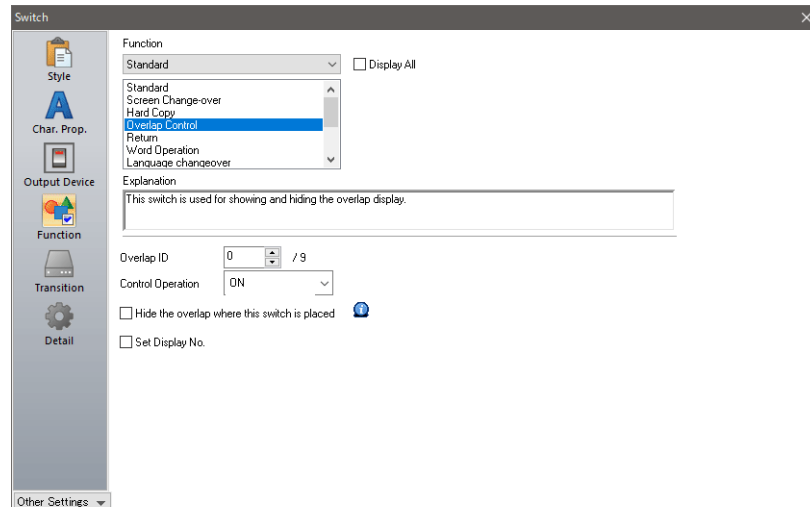 Switch
Style
Char. Prop.
Output Device
Function
Transition
Detail
Other Settings
Function
Standard
Display All
Standard
Screen Change-over
Hard Copy
Overlap Control
Return
Word Operation
Language changeover
Explanation
This switch is used for showing and hiding the overlap display.
Overlap ID 0 / 9
Control Operation ON
Hide the overlap where this switch is placed
Set Display No.